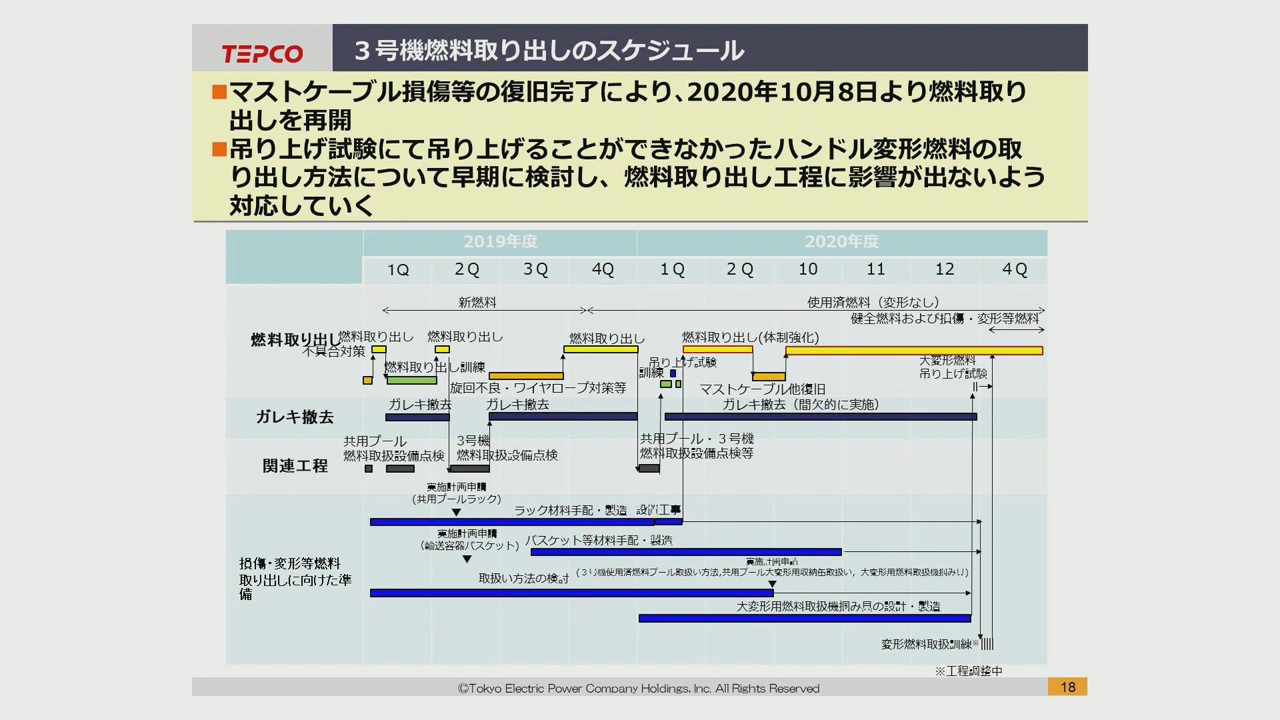 TEPCO
３号機燃料取り出しのスケジュール
■マストケーブル損傷等の復旧完了により、2020年10月8日より燃料取り
出しを再開
■吊り上げ試験にて吊り上げることができなかったハンドル変形燃料の取
り出し方法について早期に検討し、燃料取り出し工程に影響が出ないよう
対応していく
2019年度
2020年度
1Q
2Q
3Q
4Q
1Q
2Q
10
11
12
4Q
新燃料
使用済燃料（変形なし）
健全燃料および損傷・変形等燃料
燃料取り出し
燃料取り出し
燃料取り出し
燃料取り出し
燃料取り出し(体制強化)
不具合対策
吊り上げ試験
大変形燃料
吊り上げ試験
燃料取り出し訓練
訓練
旋回不良・ワイヤロープ対策等
マストケーブル他復旧
ガレキ撤去
ガレキ撤去
ガレキ撤去
ガレキ撤去（間欠的に実施）
関連工程
共用プール
燃料取扱設備点検
3号機
燃料取扱設備点検
共用プール・３号機
燃料取扱設備点検等
損傷・変形等燃料
取り出しに向けた準
備
実施計画申請
(共用プールラック)
ラック材料手配・製造
設置工事
実施計画申請
(輸送容器バスケット)
バスケット等材料手配・製造
実施計画申請
(３号機使用済燃料プール取扱い方法,共用プール大変形用収納缶取扱い,大変形用燃料取扱機掴み具)
取扱い方法の検討
大変形用燃料取扱機掴み具の設計・製造
変形燃料取扱訓練※
※工程調整中
©Tokyo Electric Power Company Holdings, Inc. All Rights Reserved
18